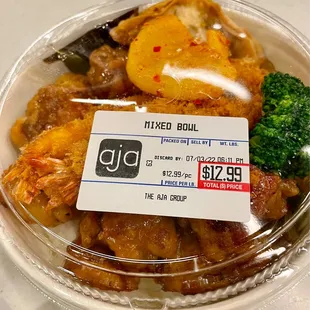 MIXED BOWL
PACKED ON SELL BY WT. LBS.
aja
DISCARD BY: 07/03/22 06:11 PM
$12.99/pc
$12.99
PRICE PER LB. TOTAL($) PRICE
THE AJA GROUP